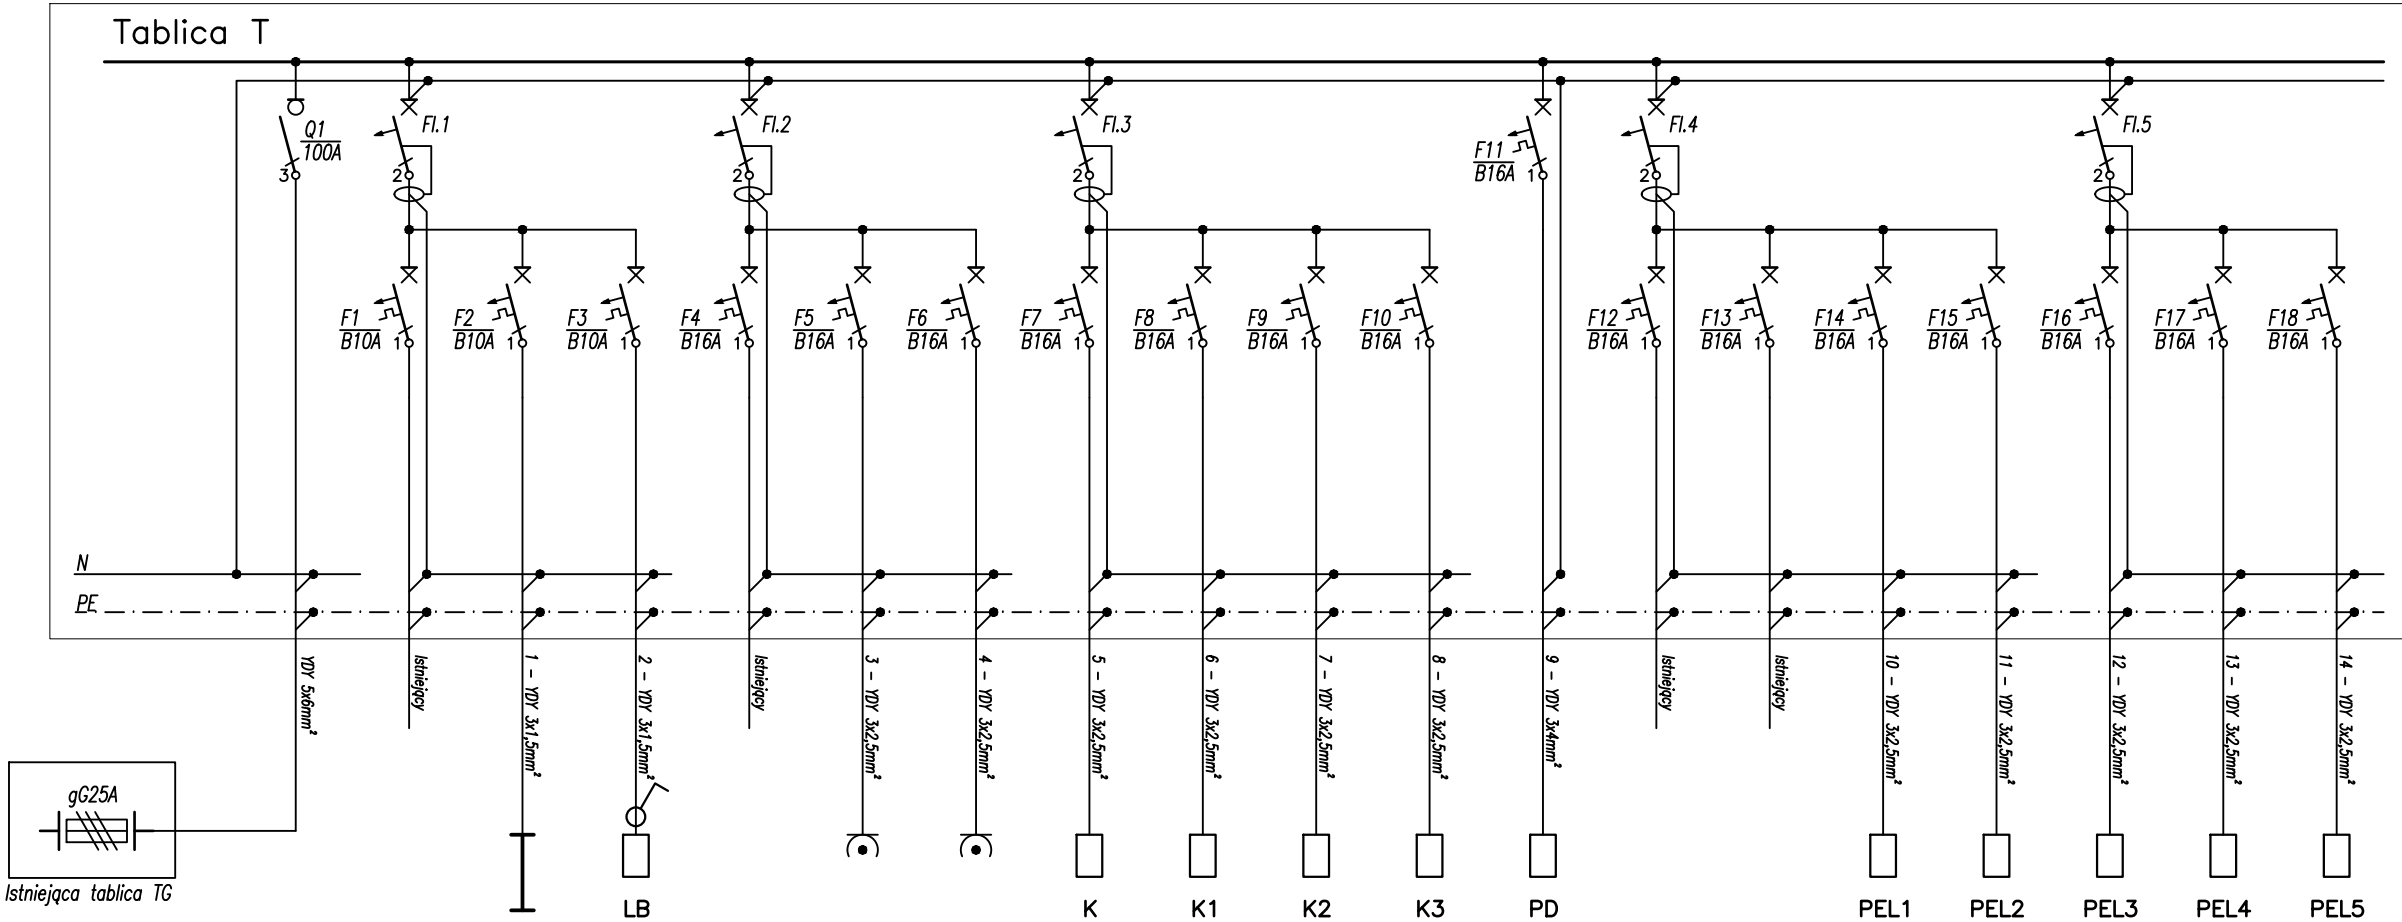 Tablica T
Q1
100A
3
FI.1
2
FI.2
2
FI.3
2
F11
B16A
1
FI.4
2
FI.5
2
F1
B10A
1
F2
B10A
1
F3
B10A
1
F4
B16A
1
F5
B16A
1
F6
B16A
1
F7
B16A
1
F8
B16A
1
F9
B16A
1
F10
B16A
1
F12
B16A
1
F13
B16A
1
F14
B16A
1
F15
B16A
1
F16
B16A
1
F17
B16A
1
F18
B16A
1
N
PE
YDY 5x6mm²
Istniejący
1 - YDY 3x1,5mm²
2 - YDY 3x1,5mm²
Istniejący
3 - YDY 3x2,5mm²
4 - YDY 3x2,5mm²
5 - YDY 3x2,5mm²
6 - YDY 3x2,5mm²
7 - YDY 3x2,5mm²
8 - YDY 3x2,5mm²
9 - YDY 3x4mm²
Istniejący
Istniejący
10 - YDY 3x2,5mm²
11 - YDY 3x2,5mm²
12 - YDY 3x2,5mm²
13 - YDY 3x2,5mm²
14 - YDY 3x2,5mm²
gG25A
Istniejąca tablica TG
LB
K
K1
K2
K3
PD
PEL1
PEL2
PEL3
PEL4
PEL5